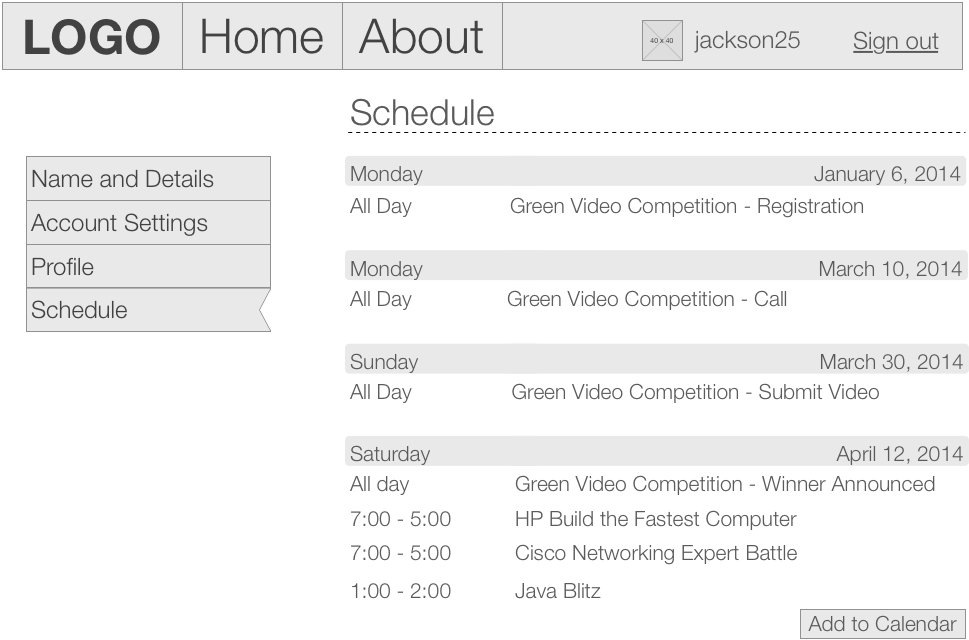 LOGO Home About 40 x 40 jackson25 Sign out
Schedule
Name and Details
Account Settings
Profile
Schedule
Monday January 6, 2014
All Day Green Video Competition - Registration
Monday March 10, 2014
All Day Green Video Competition - Call
Sunday March 30, 2014
All Day Green Video Competition - Submit Video
Saturday April 12, 2014
All day Green Video Competition - Winner Announced
7:00 - 5:00 HP Build the Fastest Computer
7:00 - 5:00 Cisco Networking Expert Battle
1:00 - 2:00 Java Blitz
Add to Calendar